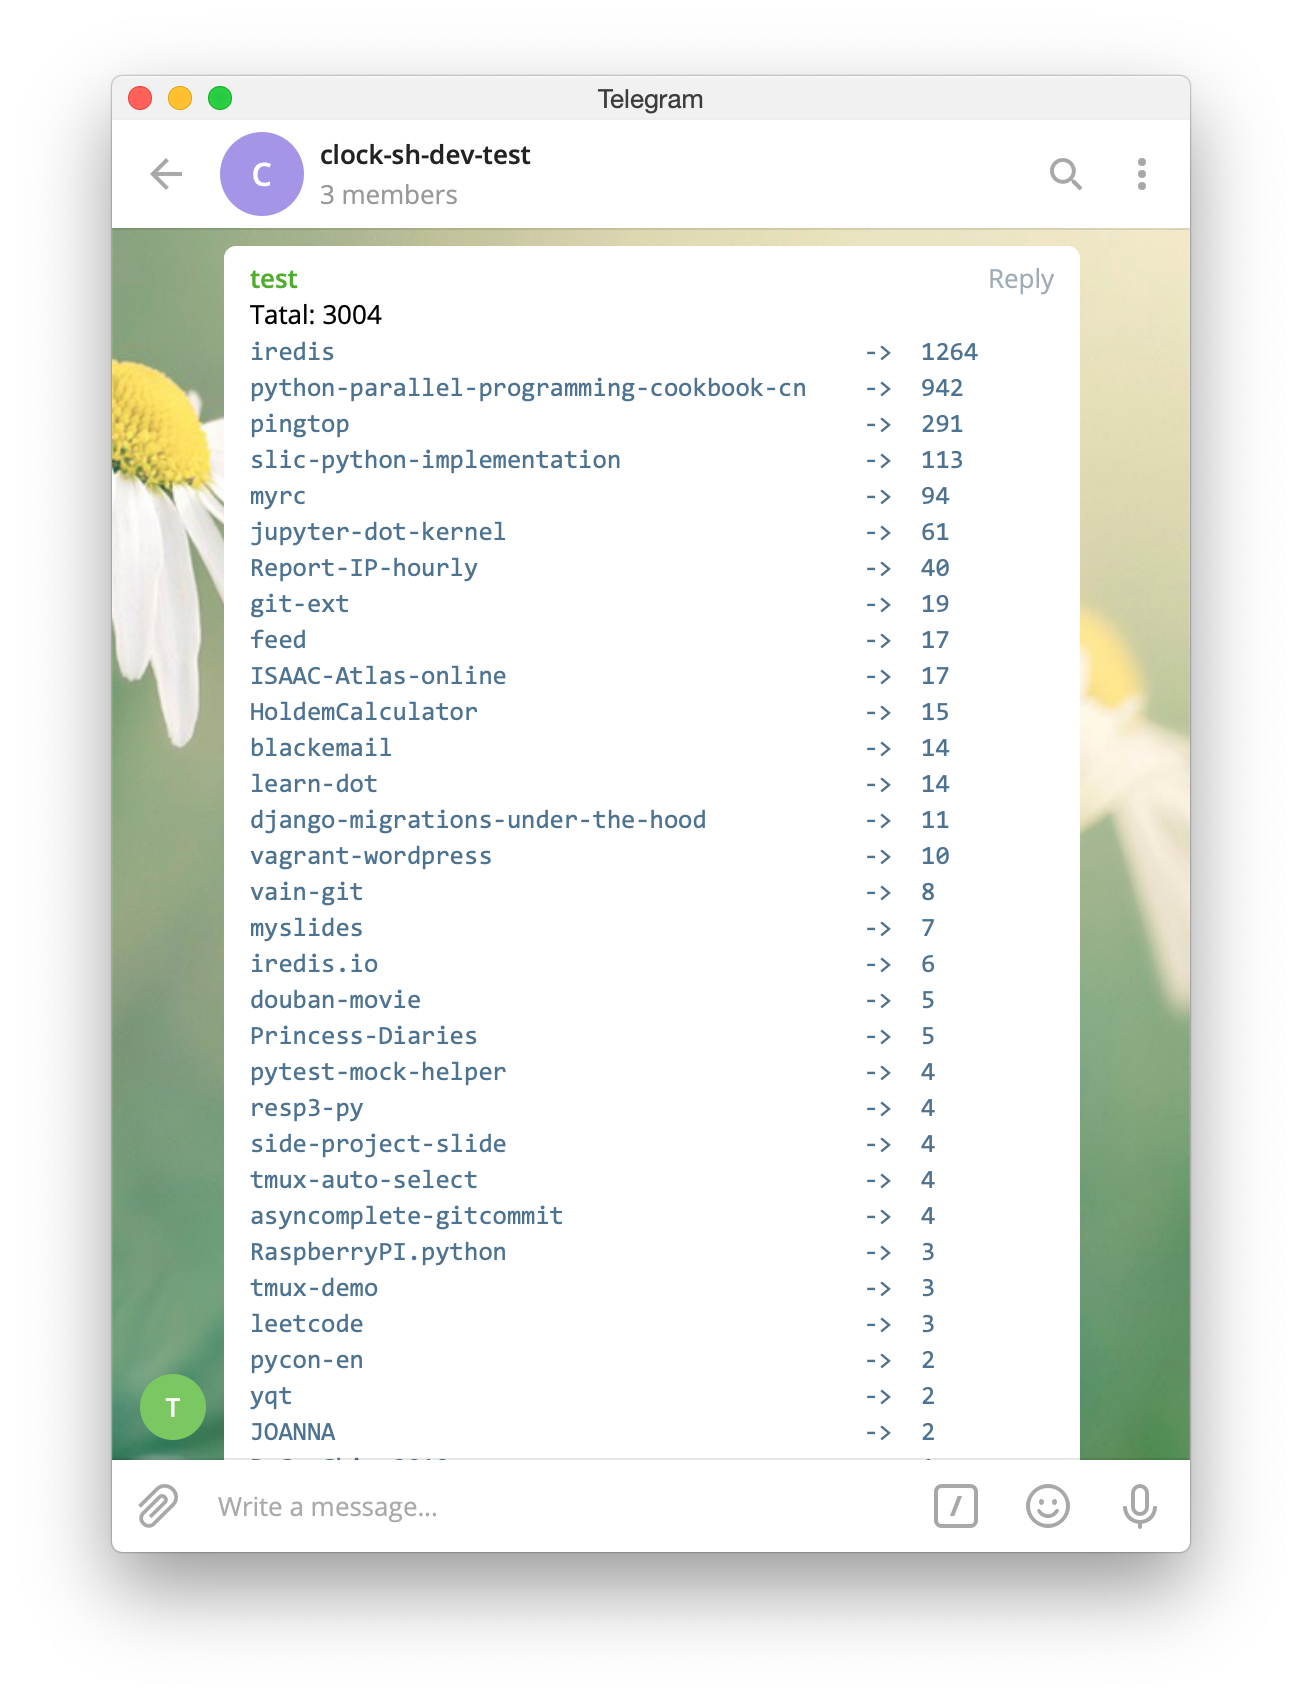 Telegram
C
clock-sh-dev-test
3 members
test Reply
Tatal: 3004
iredis -> 1264
python-parallel-programming-cookbook-cn -> 942
pingtop -> 291
slic-python-implementation -> 113
myrc -> 94
jupyter-dot-kernel -> 61
Report-IP-hourly -> 40
git-ext -> 19
feed -> 17
ISAAC-Atlas-online -> 17
HoldemCalculator -> 15
blackemail -> 14
learn-dot -> 14
django-migrations-under-the-hood -> 11
vagrant-wordpress -> 10
vain-git -> 8
myslides -> 7
iredis.io -> 6
douban-movie -> 5
Princess-Diaries -> 5
pytest-mock-helper -> 4
resp3-py -> 4
side-project-slide -> 4
tmux-auto-select -> 4
asyncomplete-gitcommit -> 4
RaspberryPI.python -> 3
tmux-demo -> 3
leetcode -> 3
pycon-en -> 2
yqt -> 2
T
JOANNA -> 2
Write a message...
/